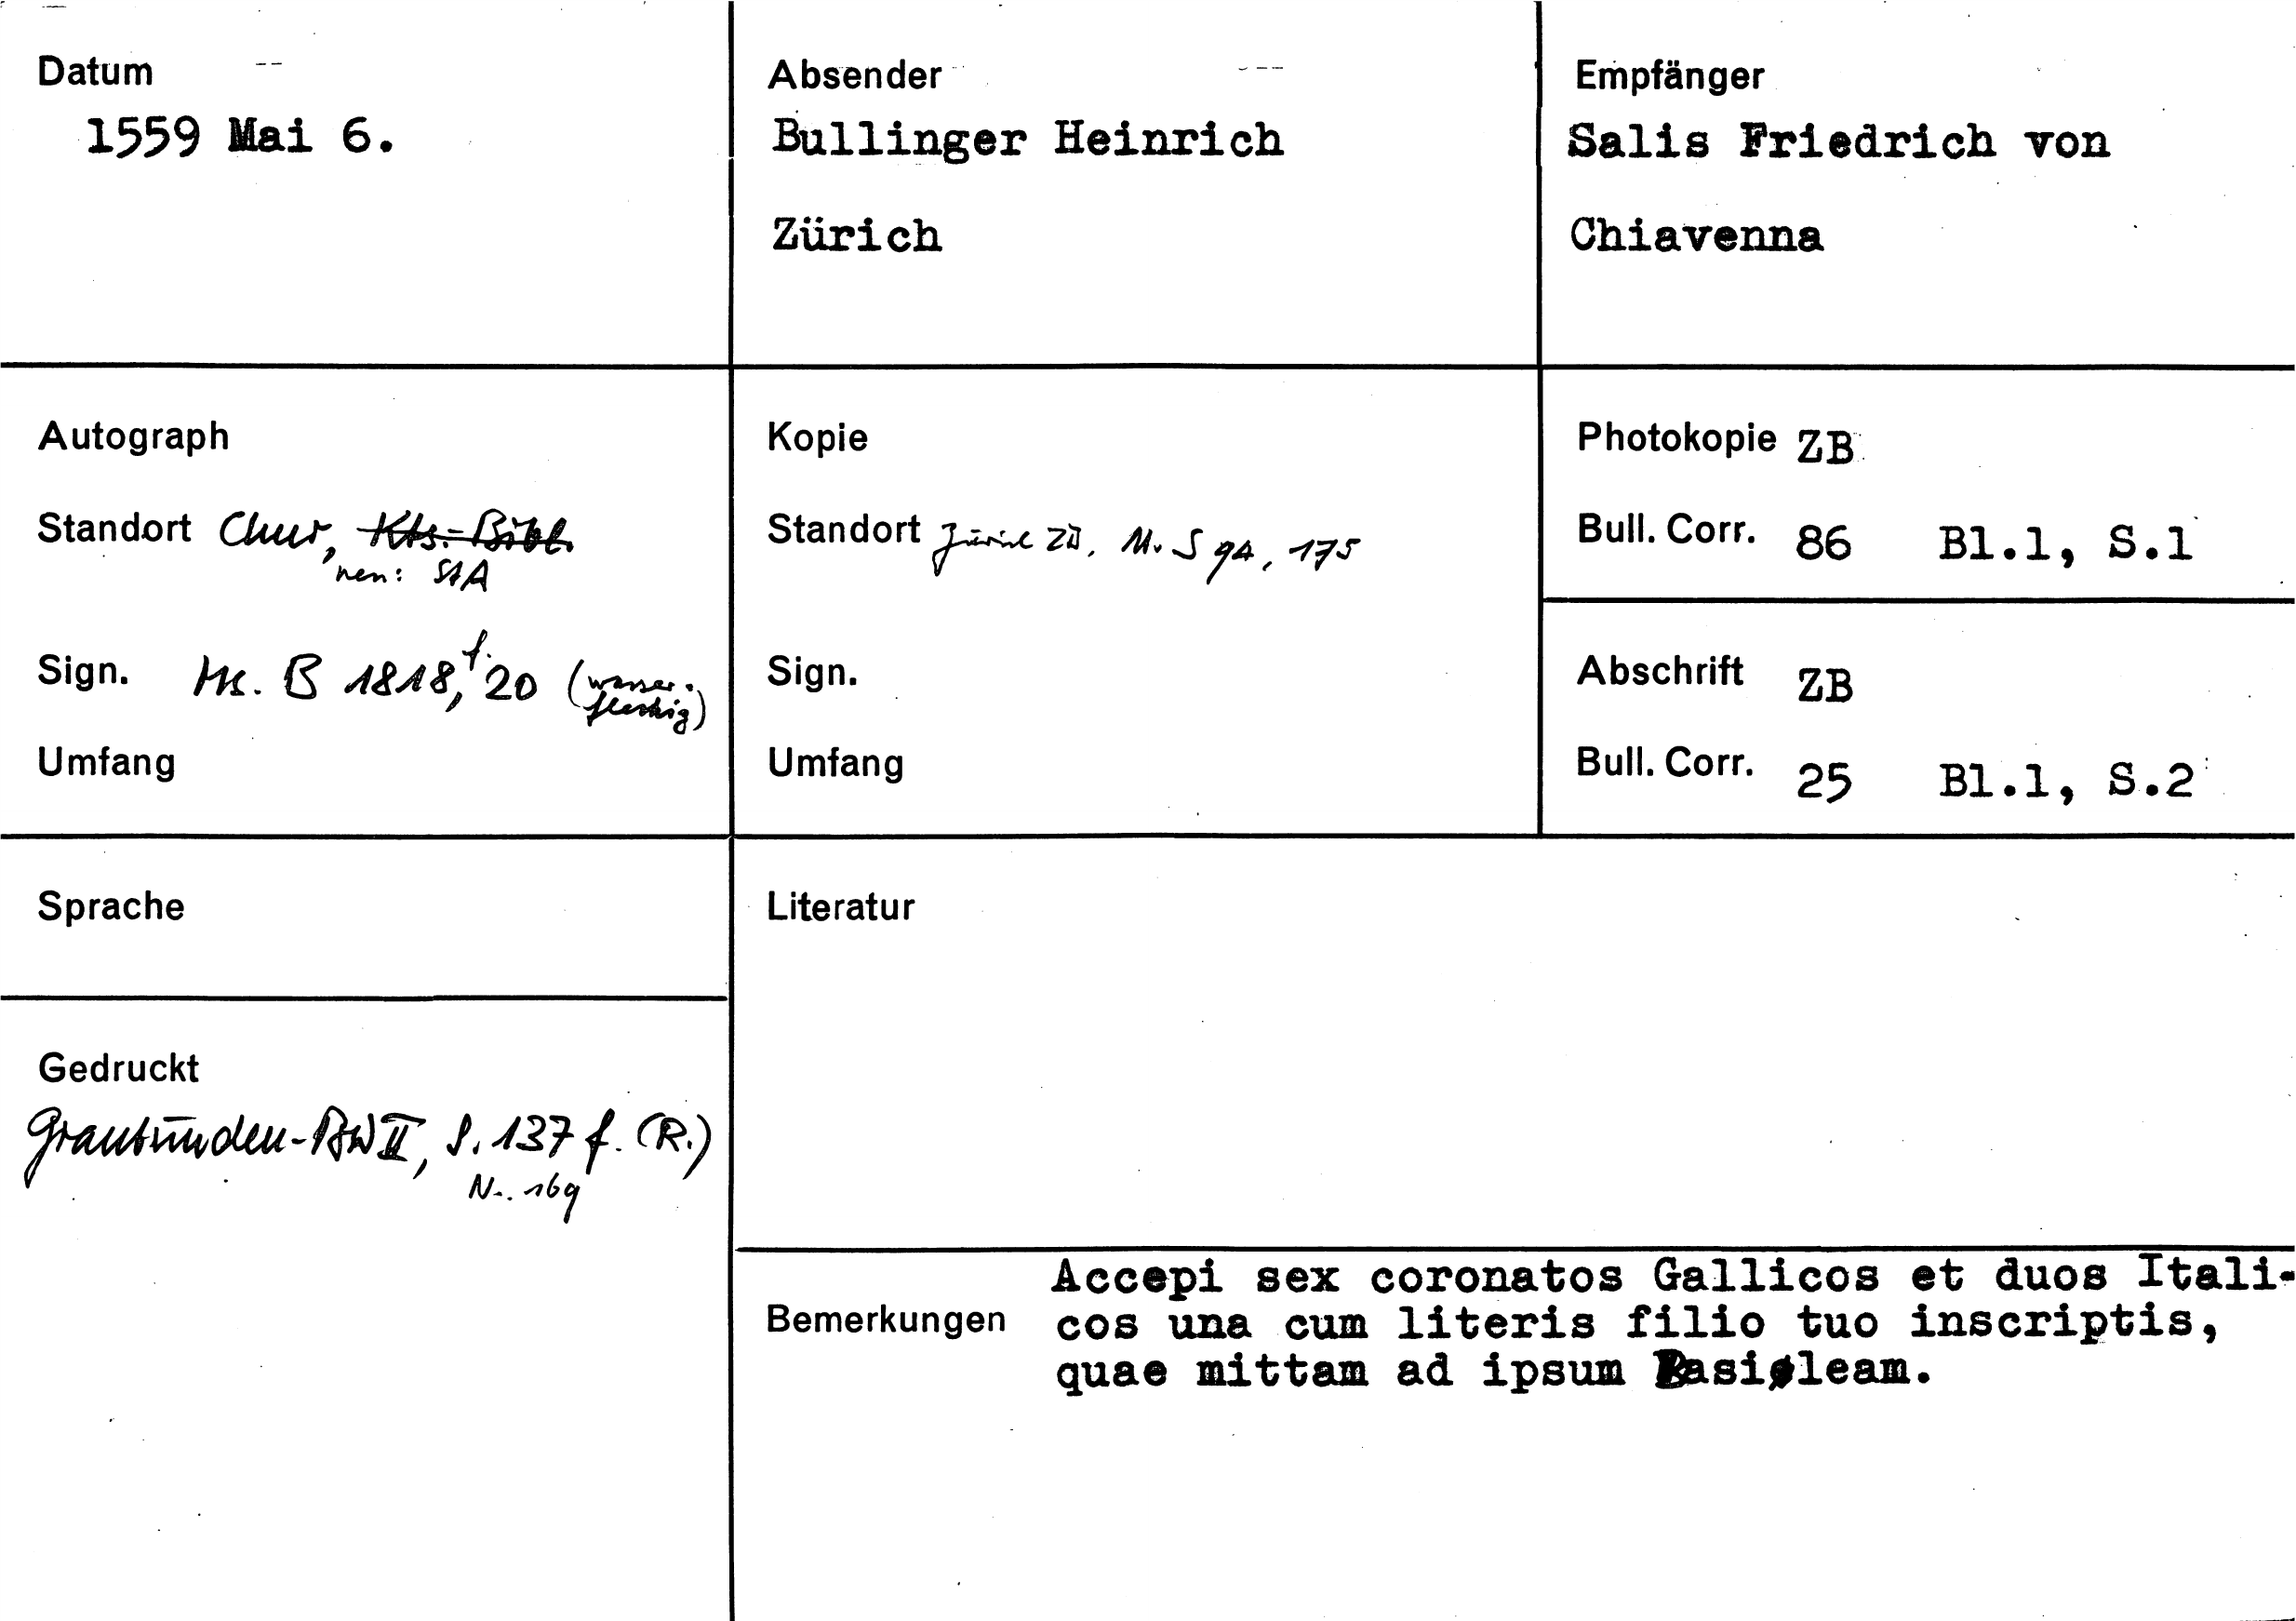 Datum
1559 Mai 6.
Absender
Bullinger Heinrich
Zürich
Empfänger
Salis Friedrich von
Chiavenna
Autograph
Standort Chur, Kts.-Bibl.
neu: StA
Sign. Ms. B 1818, f. 20 (wasser-
fleckig)
Umfang
Kopie
Standort Zürich ZB, Ms. S 94, 175
Sign.
Umfang
Photokopie ZB
Bull. Corr. 86 Bl.1, S.1
Abschrift ZB
Bull. Corr. 25 Bl.1, S.2
Sprache
Gedruckt
Graubünden-BW II, S. 137 f. (R.)
Nr. 169
Literatur
Bemerkungen
Accepi sex coronatos Gallicos et duos Itali-
cos una cum literis filio tuo inscriptis,
quae mittam ad ipsum Basileam.